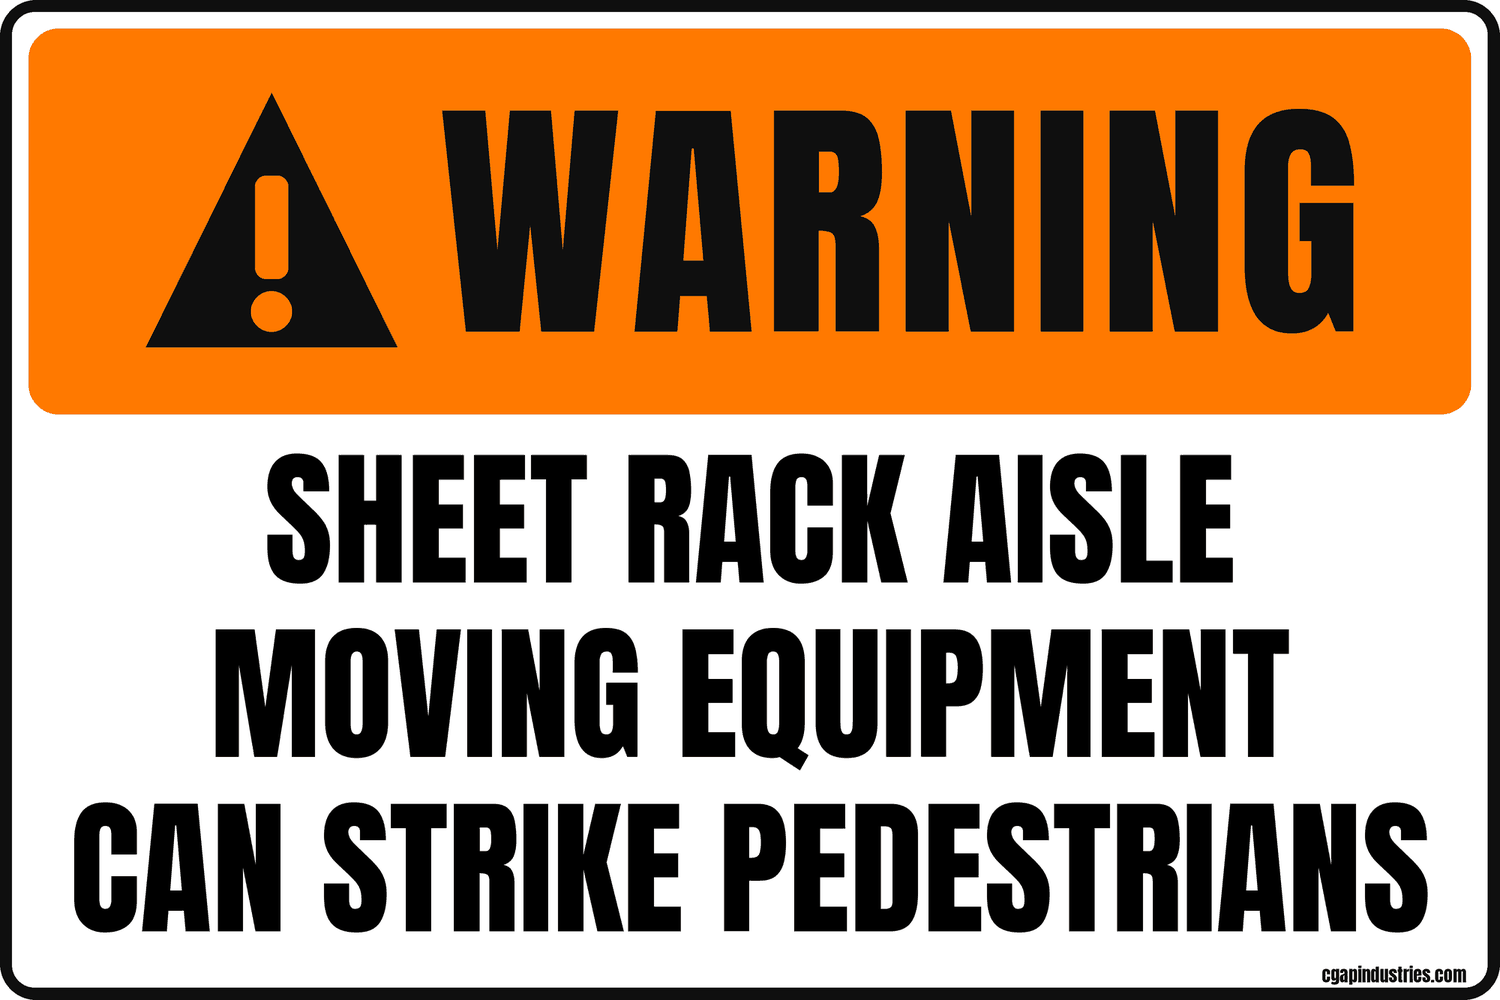 WARNING
SHEET RACK AISLE
MOVING EQUIPMENT
CAN STRIKE PEDESTRIANS
cgapindustries.com